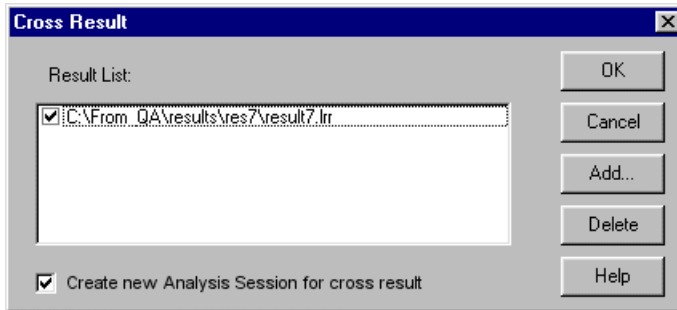 Cross Result
Result List:
C:\From_QA\results\res7\result7.lrr
Create new Analysis Session for cross result
OK
Cancel
Add...
Delete
Help